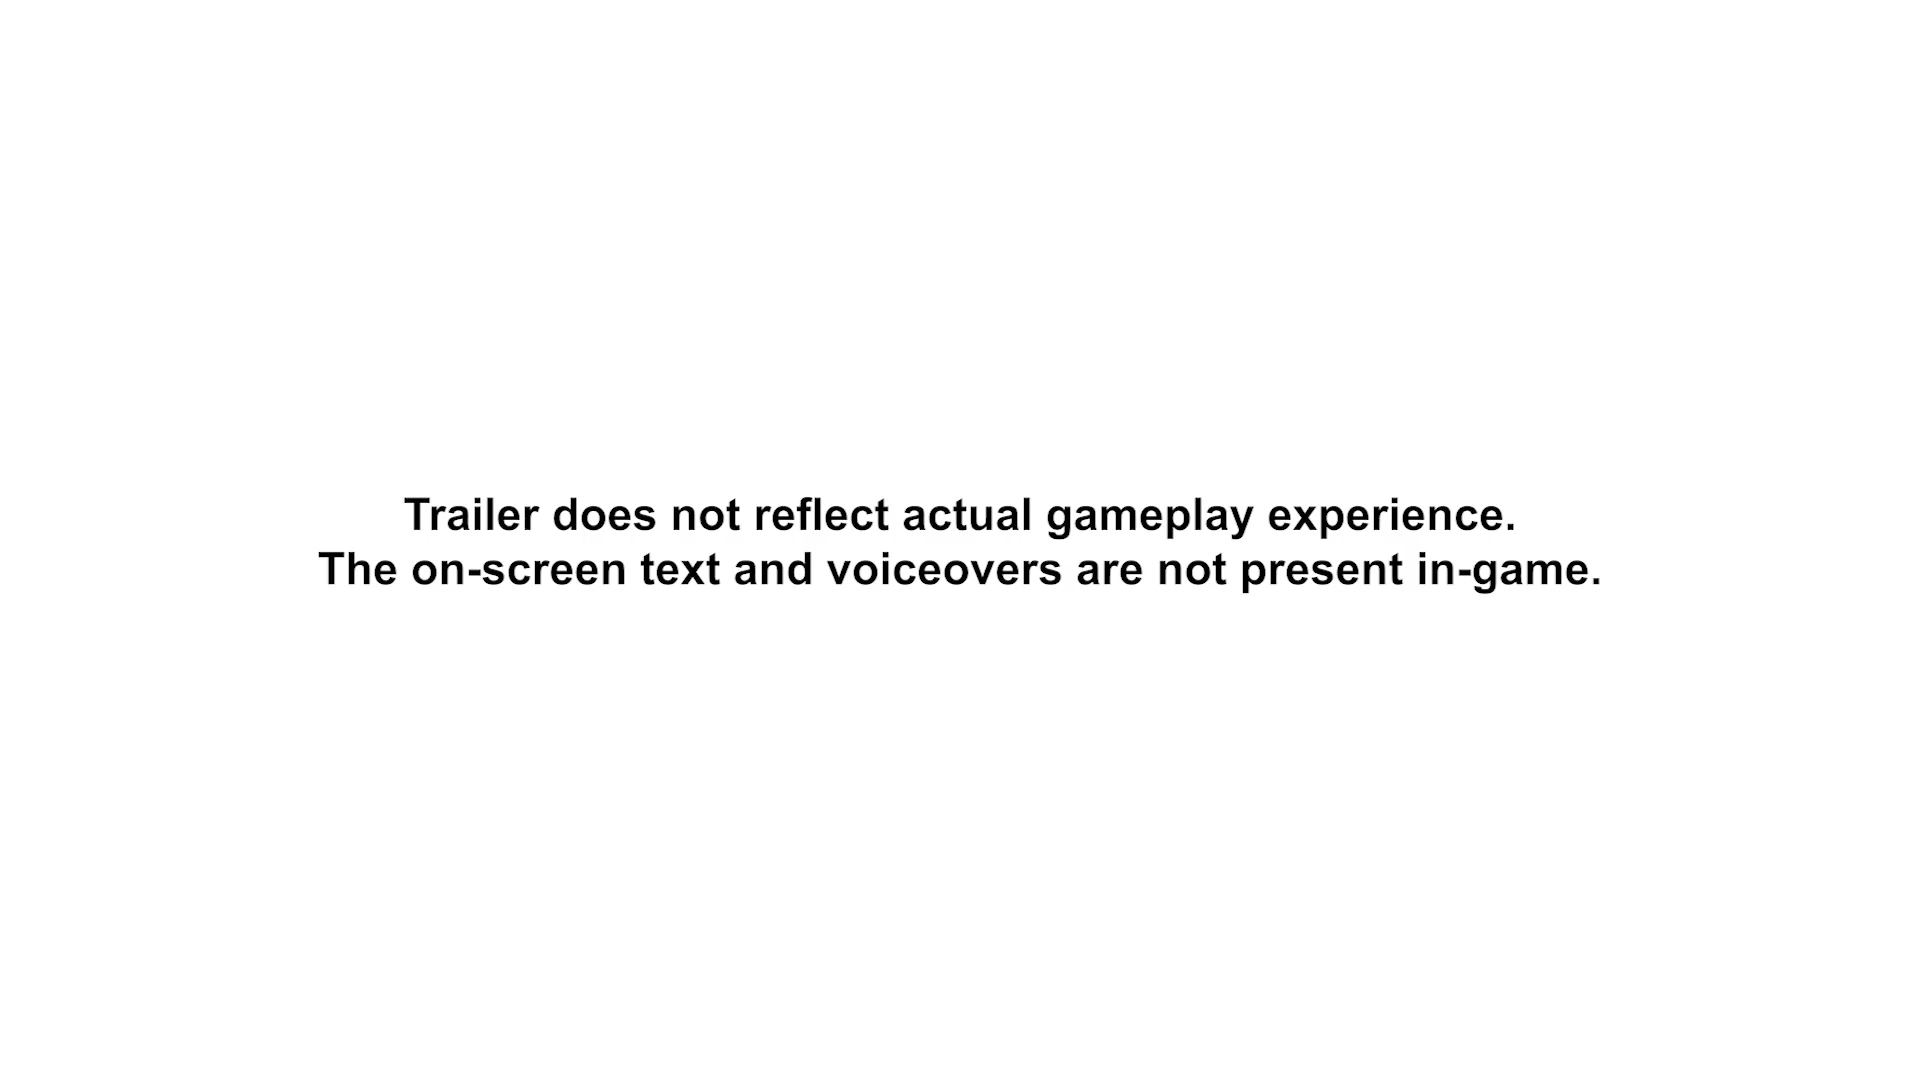 Trailer does not reflect actual gameplay experience.
The on-screen text and voiceovers are not present in-game.